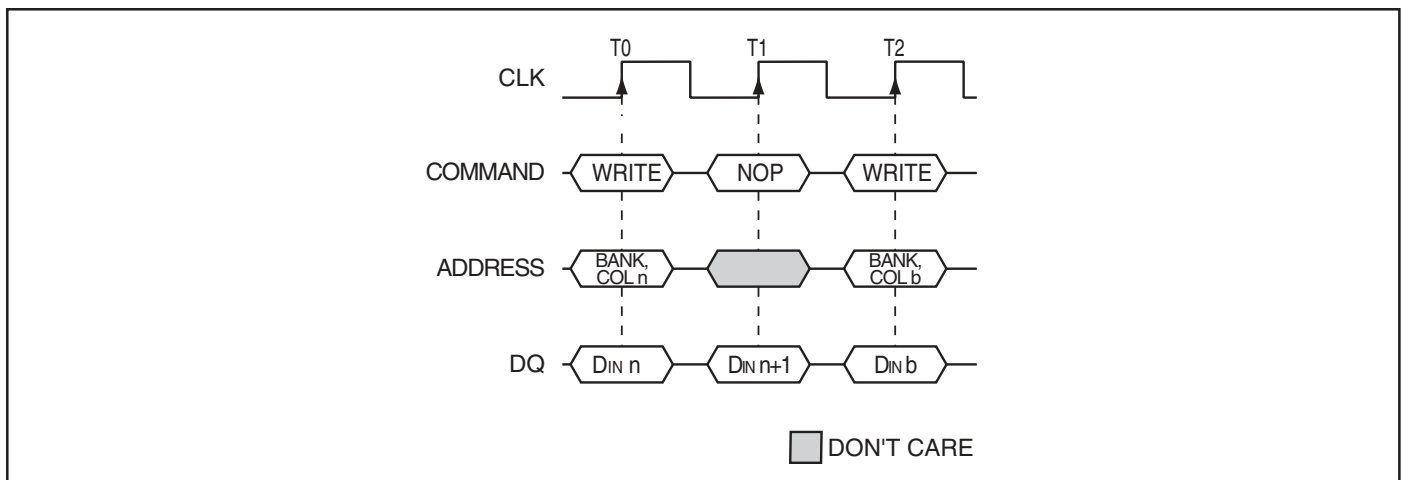 T0 T1 T2
CLK
COMMAND WRITE NOP WRITE
ADDRESS BANK, COL n BANK, COL b
DQ DIN n DIN n+1 DIN b
DON'T CARE